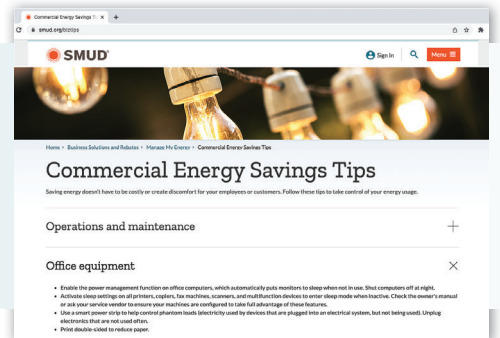 Commercial Energy Savings Ti
smud.org/biztips
SMUD
Sign In
Menu
Home › Business Solutions and Rebates › Manage My Energy › Commercial Energy Savings Tips
Commercial Energy Savings Tips
Saving energy doesn't have to be costly or create discomfort for your employees or customers. Follow these tips to take control of your energy usage.
Operations and maintenance
Office equipment
• Enable the power management function on office computers, which automatically puts monitors to sleep when not in use. Shut computers off at night.
• Activate sleep settings on all printers, copiers, fax machines, scanners, and multifunction devices to enter sleep mode when inactive. Check the owner's manual
or ask your service vendor to ensure your machines are configured to take full advantage of these features.
• Use a smart power strip to help control phantom loads (electricity used by devices that are plugged into an electrical system, but not being used). Unplug
electronics that are not used often.
• Print double-sided to reduce paper.